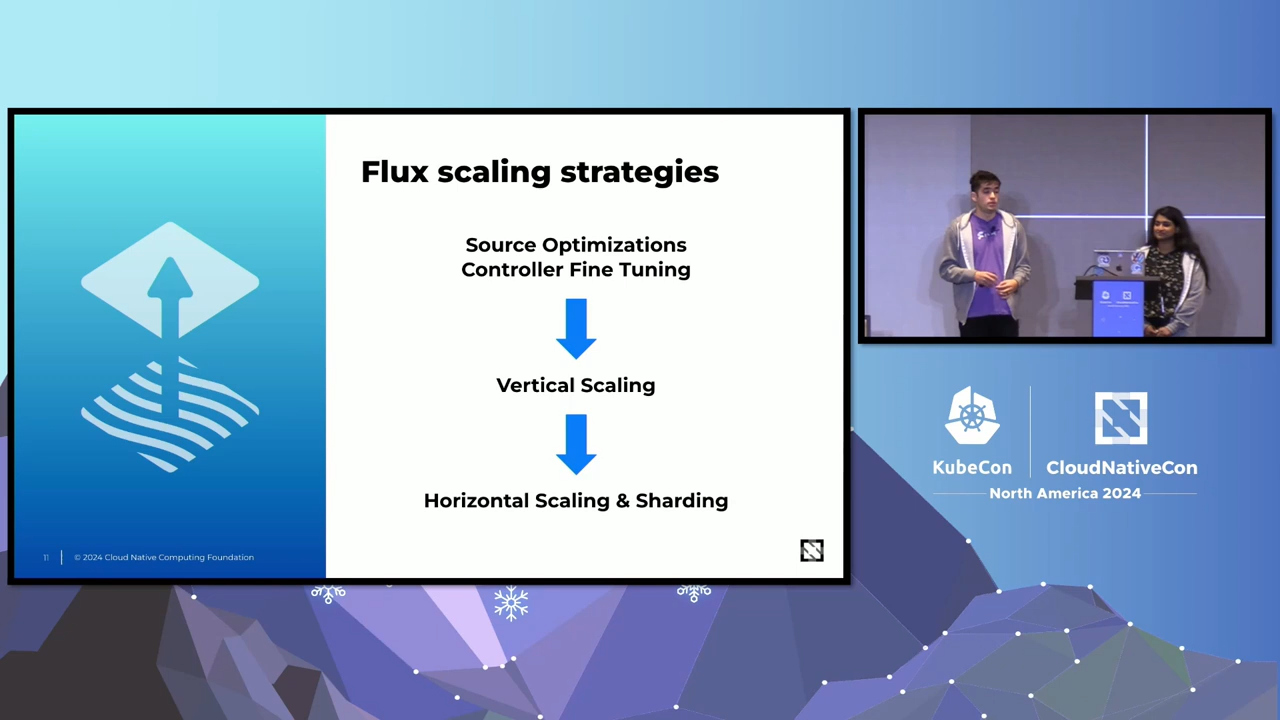 Flux scaling strategies
Source Optimizations
Controller Fine Tuning
Vertical Scaling
Horizontal Scaling & Sharding
11
© 2024 Cloud Native Computing Foundation
KubeCon
CloudNativeCon
North America 2024